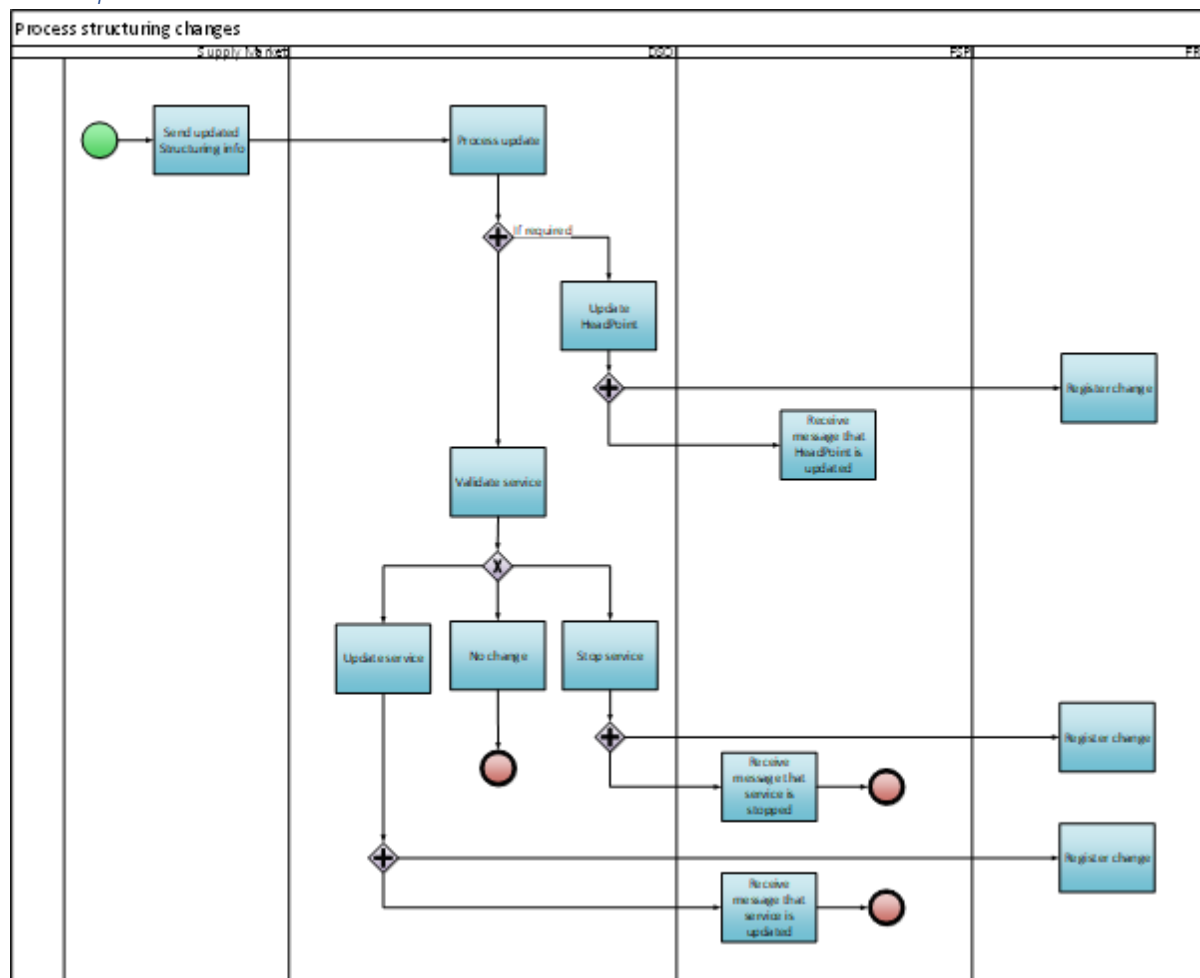 Process structuring changes
Supply Market
DSO
FSP
Send updated
Structuring info
Process update
If required
Update
HeadPoint
Register change
Receive
message that
HeadPoint is
updated
Validate service
Update service
No change
Stop service
Register change
Receive
message that
service is
stopped
Register change
Receive
message that
service is
updated